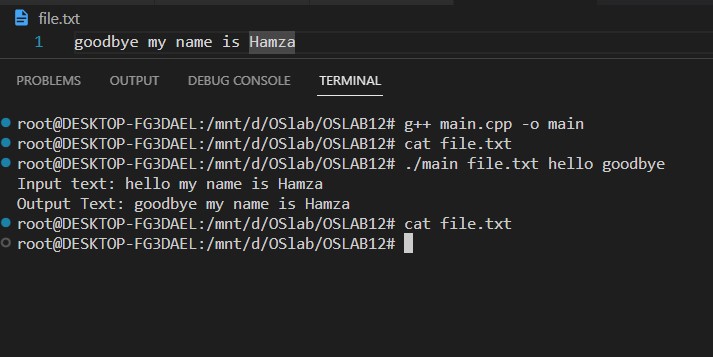 file.txt
1 goodbye my name is Hamza
PROBLEMS OUTPUT DEBUG CONSOLE TERMINAL
root@DESKTOP-FG3DAEL:/mnt/d/OSlab/OSLAB12# g++ main.cpp -o main
root@DESKTOP-FG3DAEL:/mnt/d/OSlab/OSLAB12# cat file.txt
root@DESKTOP-FG3DAEL:/mnt/d/OSlab/OSLAB12# ./main file.txt hello goodbye
Input text: hello my name is Hamza
Output Text: goodbye my name is Hamza
root@DESKTOP-FG3DAEL:/mnt/d/OSlab/OSLAB12# cat file.txt
root@DESKTOP-FG3DAEL:/mnt/d/OSlab/OSLAB12#